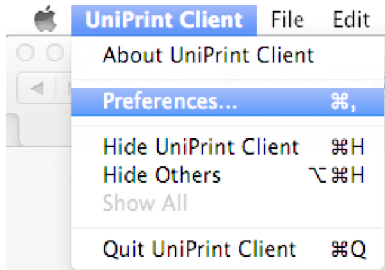 UniPrint Client File Edit
About UniPrint Client
Preferences... ⌘,
Hide UniPrint Client ⌘H
Hide Others ⌥⌘H
Show All
Quit UniPrint Client ⌘Q